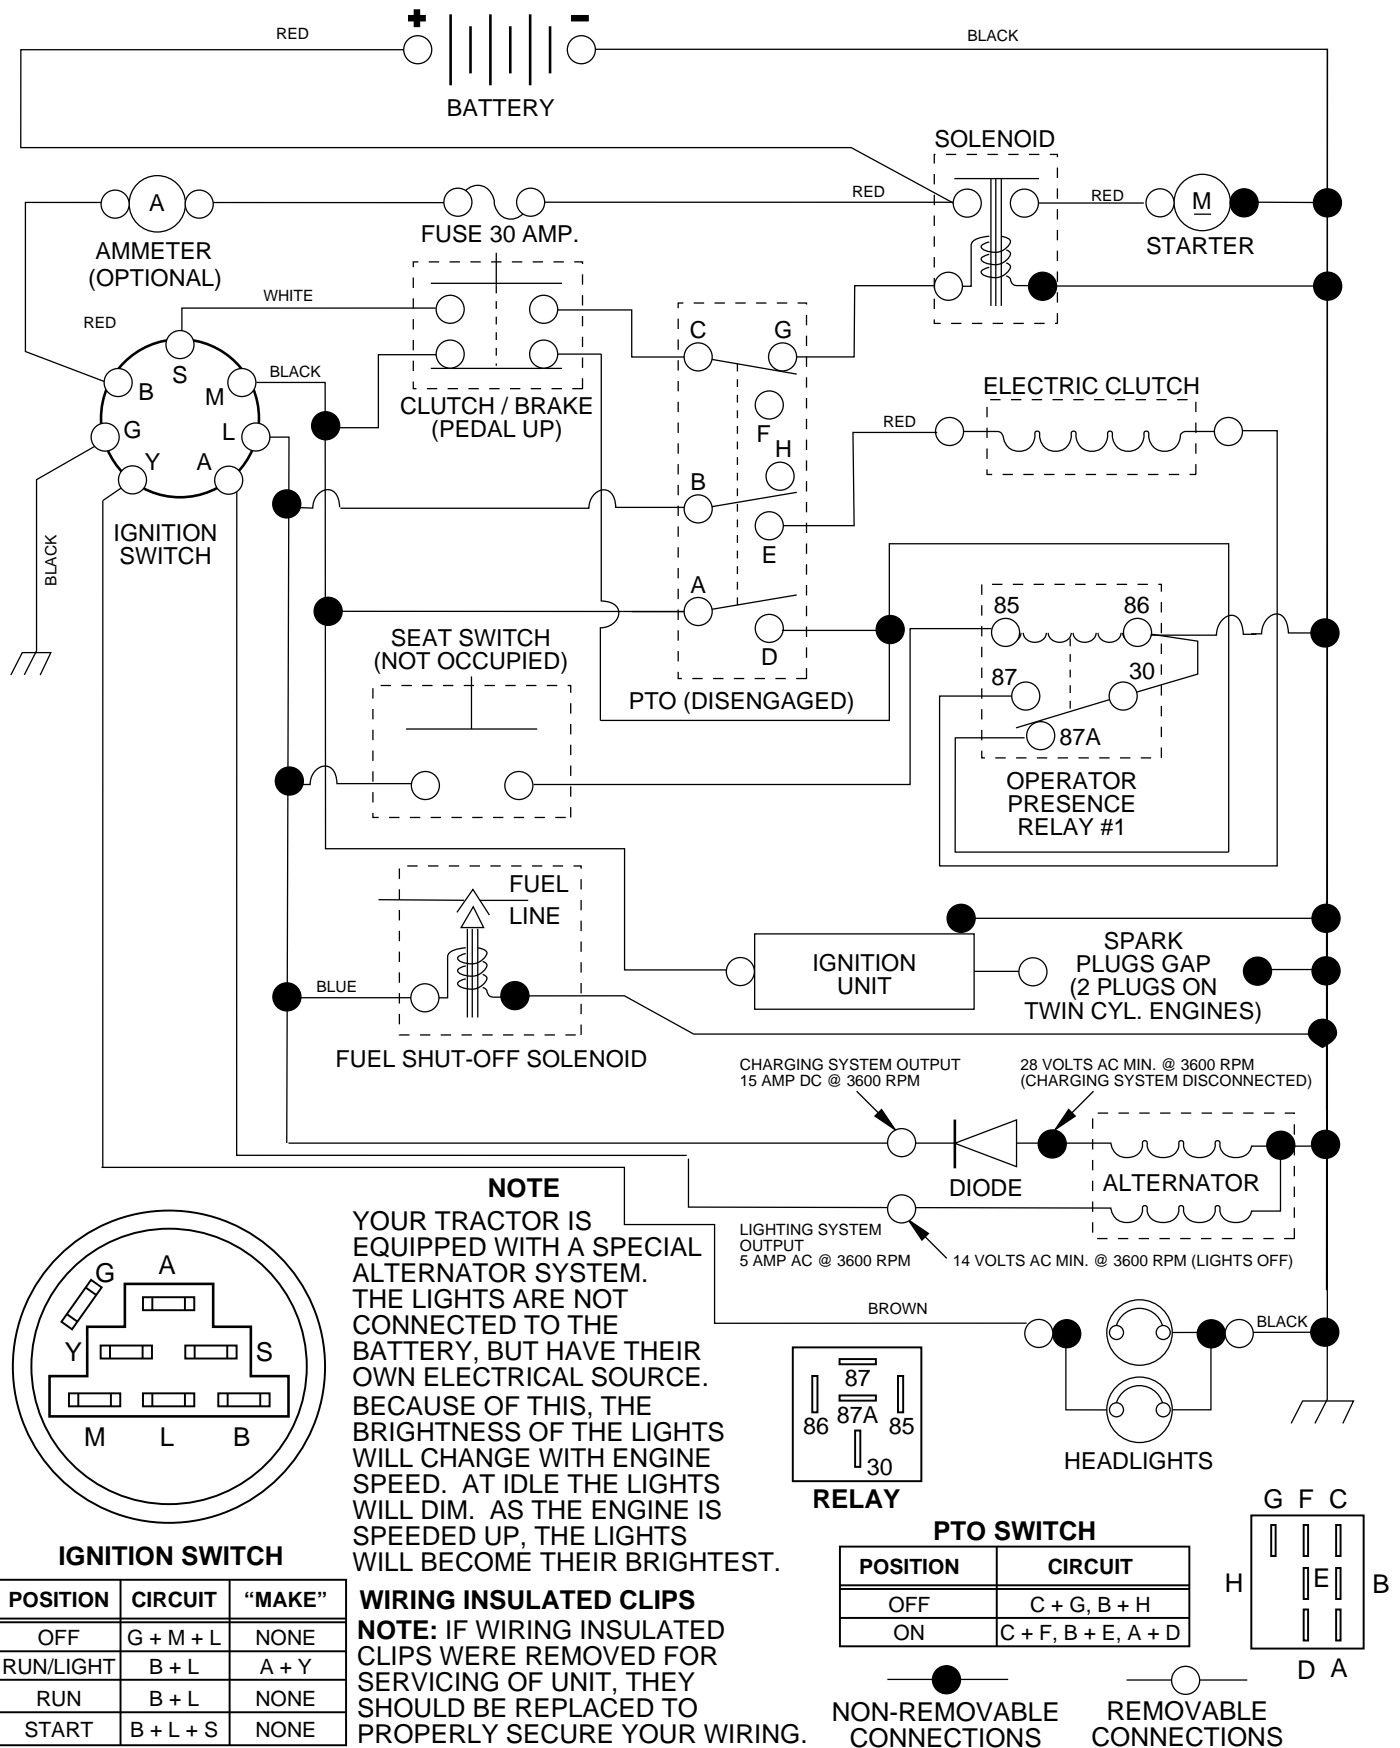 RED
+
−
BLACK
BATTERY
SOLENOID
A
AMMETER
(OPTIONAL)
FUSE 30 AMP.
RED
RED
M
STARTER
WHITE
RED
S
B
M
G
L
Y
A
BLACK
IGNITION
SWITCH
BLACK
CLUTCH / BRAKE
(PEDAL UP)
C
G
F
H
B
E
A
D
PTO (DISENGAGED)
ELECTRIC CLUTCH
RED
SEAT SWITCH
(NOT OCCUPIED)
85
86
87
30
87A
OPERATOR
PRESENCE
RELAY #1
FUEL
LINE
BLUE
FUEL SHUT-OFF SOLENOID
IGNITION
UNIT
SPARK
PLUGS GAP
(2 PLUGS ON
TWIN CYL. ENGINES)
CHARGING SYSTEM OUTPUT
15 AMP DC @ 3600 RPM
28 VOLTS AC MIN. @ 3600 RPM
(CHARGING SYSTEM DISCONNECTED)
DIODE
ALTERNATOR
LIGHTING SYSTEM
OUTPUT
5 AMP AC @ 3600 RPM
14 VOLTS AC MIN. @ 3600 RPM (LIGHTS OFF)
BROWN
BLACK
HEADLIGHTS
NOTE
YOUR TRACTOR IS
EQUIPPED WITH A SPECIAL
ALTERNATOR SYSTEM.
THE LIGHTS ARE NOT
CONNECTED TO THE
BATTERY, BUT HAVE THEIR
OWN ELECTRICAL SOURCE.
BECAUSE OF THIS, THE
BRIGHTNESS OF THE LIGHTS
WILL CHANGE WITH ENGINE
SPEED. AT IDLE THE LIGHTS
WILL DIM. AS THE ENGINE IS
SPEEDED UP, THE LIGHTS
WILL BECOME THEIR BRIGHTEST.
G
A
Y
S
M
L
B
IGNITION SWITCH
POSITION CIRCUIT "MAKE"
OFF G + M + L NONE
RUN/LIGHT B + L A + Y
RUN B + L NONE
START B + L + S NONE
WIRING INSULATED CLIPS
NOTE: IF WIRING INSULATED
CLIPS WERE REMOVED FOR
SERVICING OF UNIT, THEY
SHOULD BE REPLACED TO
PROPERLY SECURE YOUR WIRING.
87
86 87A 85
30
RELAY
PTO SWITCH
POSITION CIRCUIT
OFF C + G, B + H
ON C + F, B + E, A + D
G F C
H E B
D A
NON-REMOVABLE
CONNECTIONS
REMOVABLE
CONNECTIONS